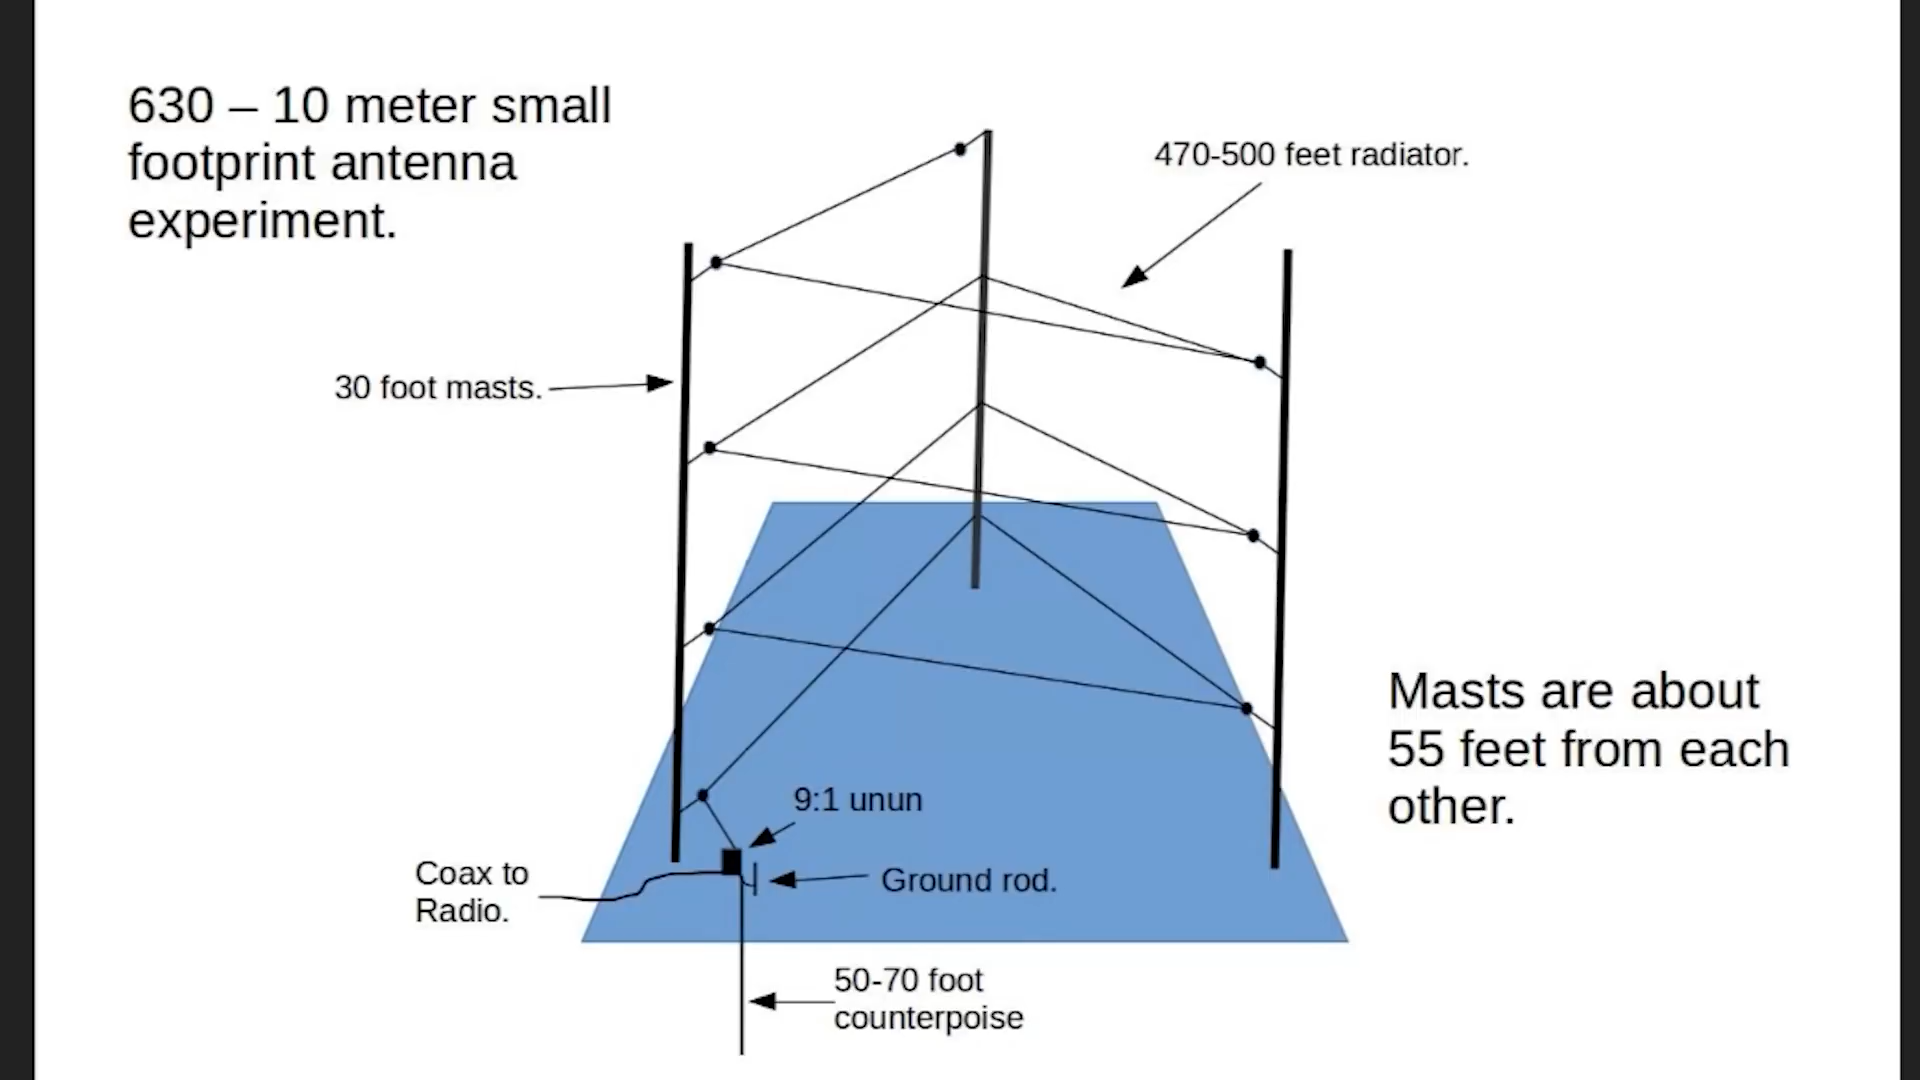 630 – 10 meter small
footprint antenna
experiment.
470-500 feet radiator.
30 foot masts.
Masts are about
55 feet from each
other.
9:1 unun
Coax to
Radio.
Ground rod.
50-70 foot
counterpoise